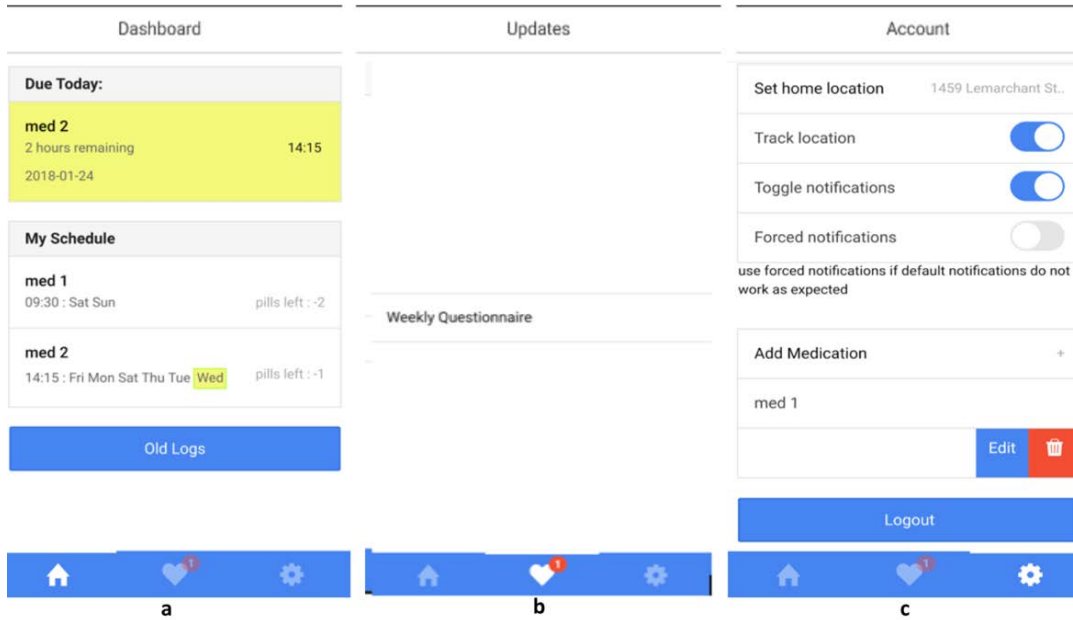 Dashboard
Due Today:
med 2
2 hours remaining 14:15
2018-01-24
My Schedule
med 1
09:30 : Sat Sun pills left : -2
med 2
14:15 : Fri Mon Sat Thu Tue Wed pills left : -1
Old Logs
1
a
Updates
Weekly Questionnaire
1
b
Account
Set home location 1459 Lemarchant St..
Track location
Toggle notifications
Forced notifications
use forced notifications if default notifications do not
work as expected
Add Medication +
med 1
Edit
Logout
1
c